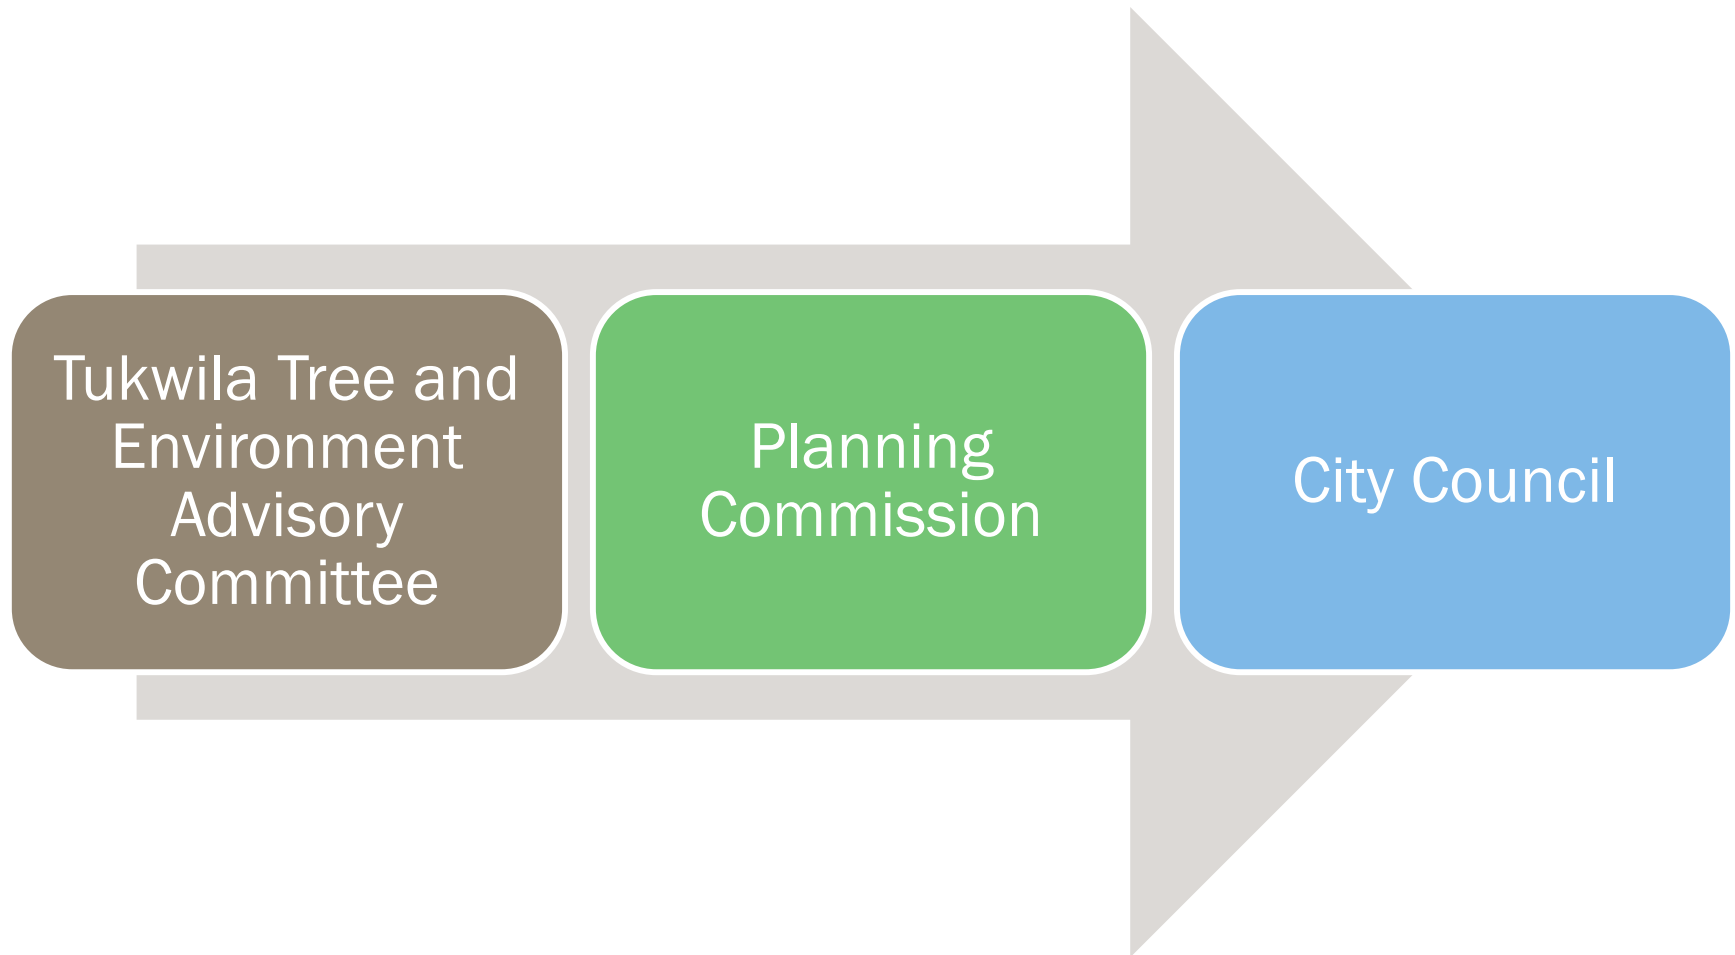 Tukwila Tree and
Environment
Advisory
Committee
Planning
Commission
City Council